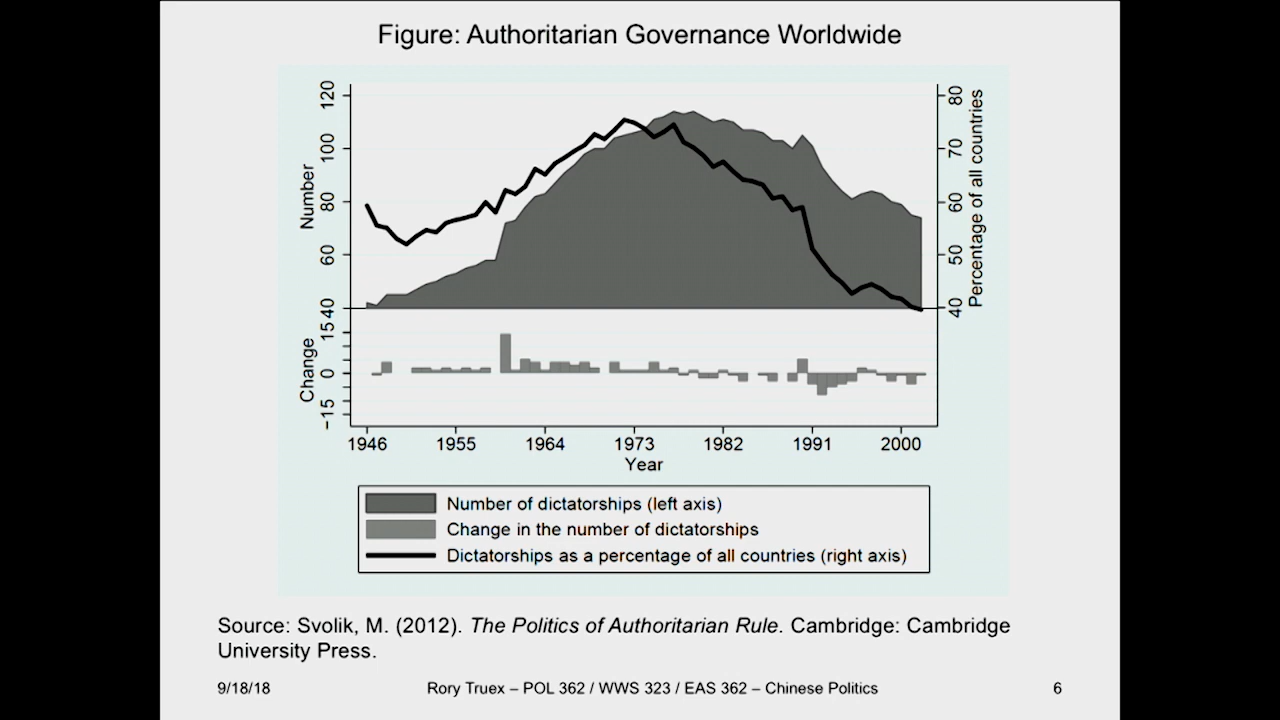 Figure: Authoritarian Governance Worldwide
120
100
80
60
40
Number
80
70
60
50
40
Percentage of all countries
15
0
−15
Change
1946 1955 1964 1973 1982 1991 2000
Year
Number of dictatorships (left axis)
Change in the number of dictatorships
Dictatorships as a percentage of all countries (right axis)
Source: Svolik, M. (2012). The Politics of Authoritarian Rule. Cambridge: Cambridge
University Press.
9/18/18 Rory Truex – POL 362 / WWS 323 / EAS 362 – Chinese Politics 6